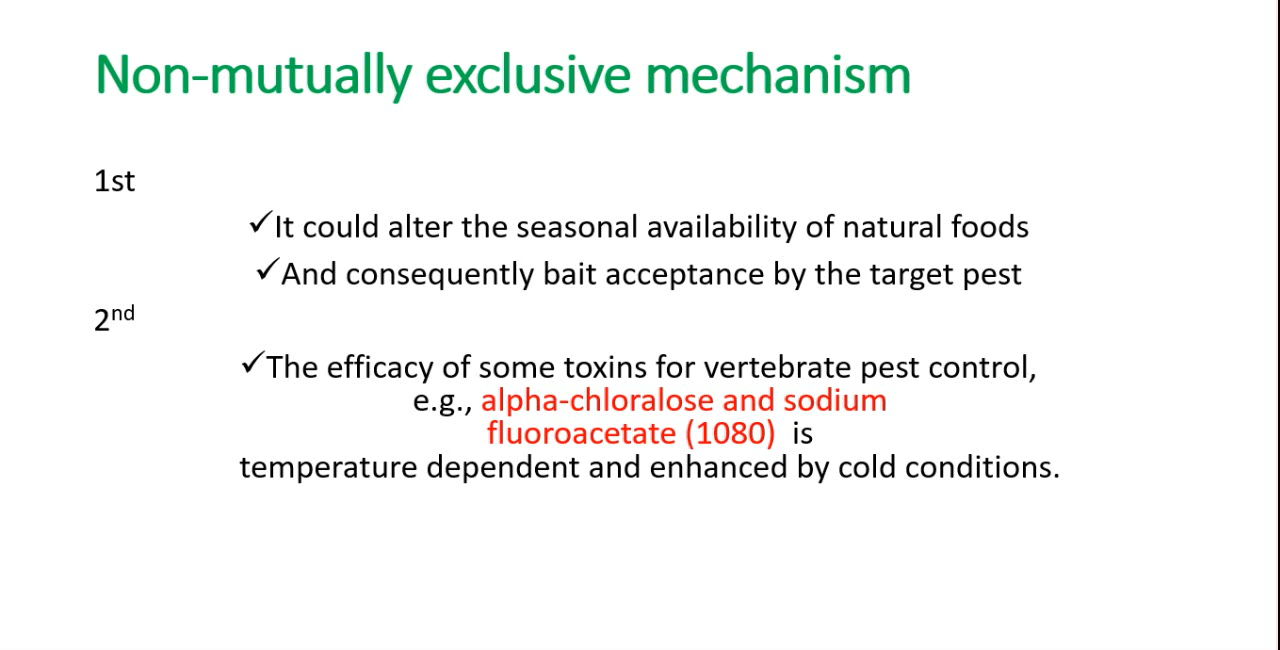 Non-mutually exclusive mechanism
1st
✓It could alter the seasonal availability of natural foods
✓And consequently bait acceptance by the target pest
2nd
✓The efficacy of some toxins for vertebrate pest control,
e.g., alpha-chloralose and sodium
fluoroacetate (1080) is
temperature dependent and enhanced by cold conditions.